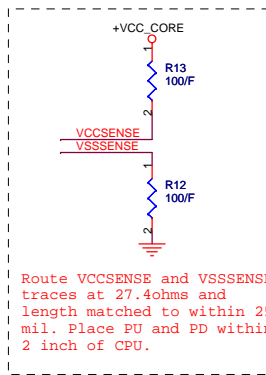 +VCC_CORE
1
R13
100/F
2
VCCSENSE
VSSSENSE
1
R12
100/F
2
Route VCCSENSE and VSSSENSE
traces at 27.4ohms and
length matched to within 25
mil. Place PU and PD within
2 inch of CPU.